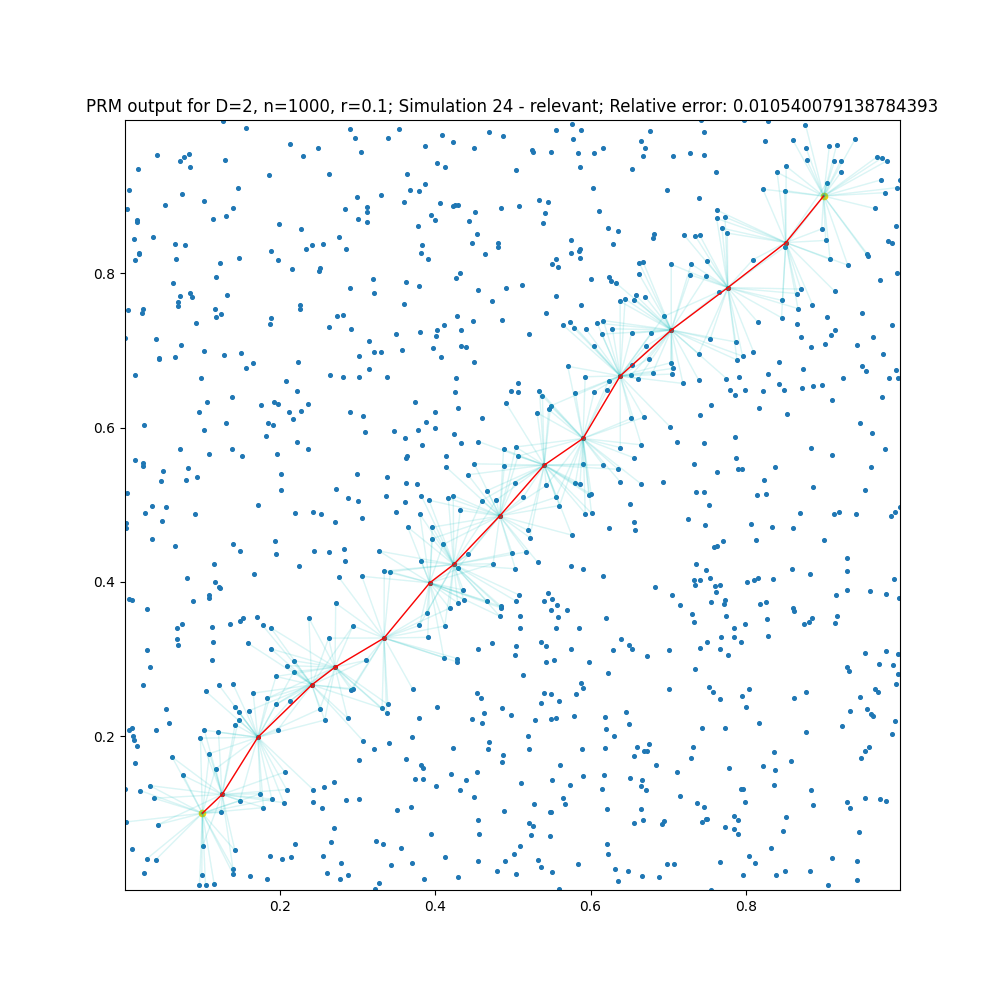 PRM output for D=2, n=1000, r=0.1; Simulation 24 - relevant; Relative error: 0.010540079138784393
0.8
0.6
0.4
0.2
0.2 0.4 0.6 0.8